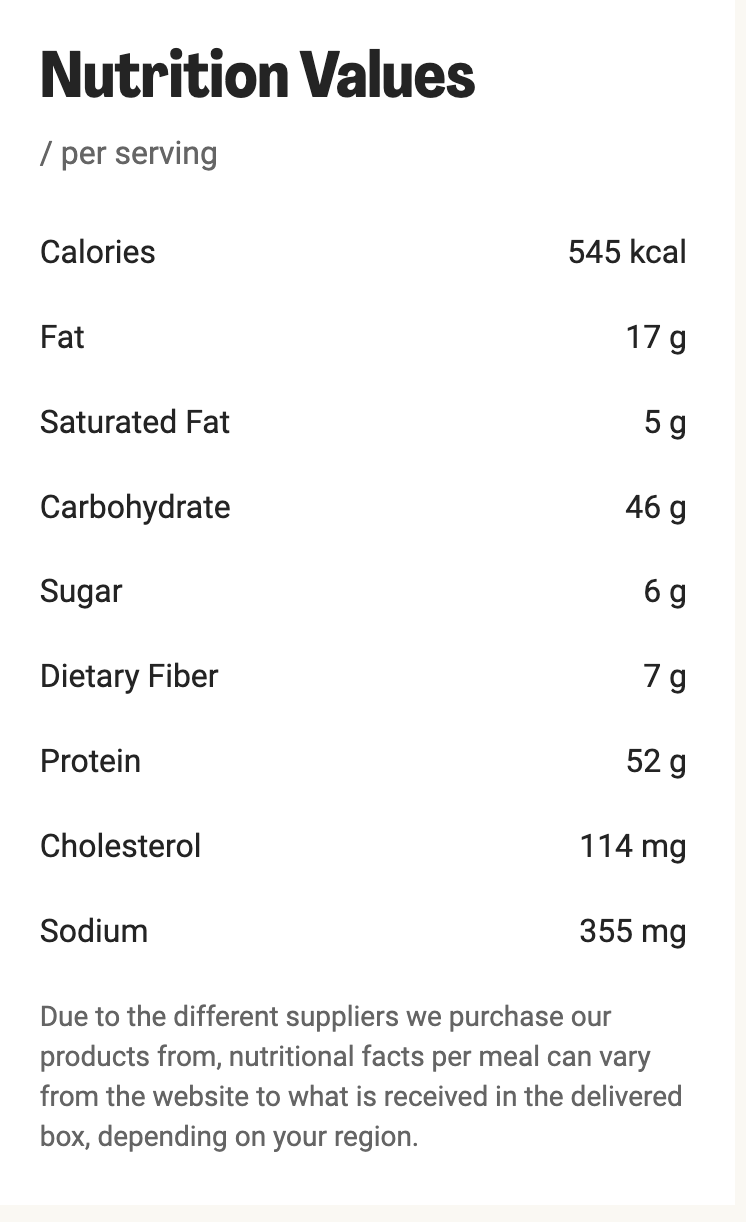 Nutrition Values
/ per serving
Calories 545 kcal
Fat 17 g
Saturated Fat 5 g
Carbohydrate 46 g
Sugar 6 g
Dietary Fiber 7 g
Protein 52 g
Cholesterol 114 mg
Sodium 355 mg
Due to the different suppliers we purchase our
products from, nutritional facts per meal can vary
from the website to what is received in the delivered
box, depending on your region.